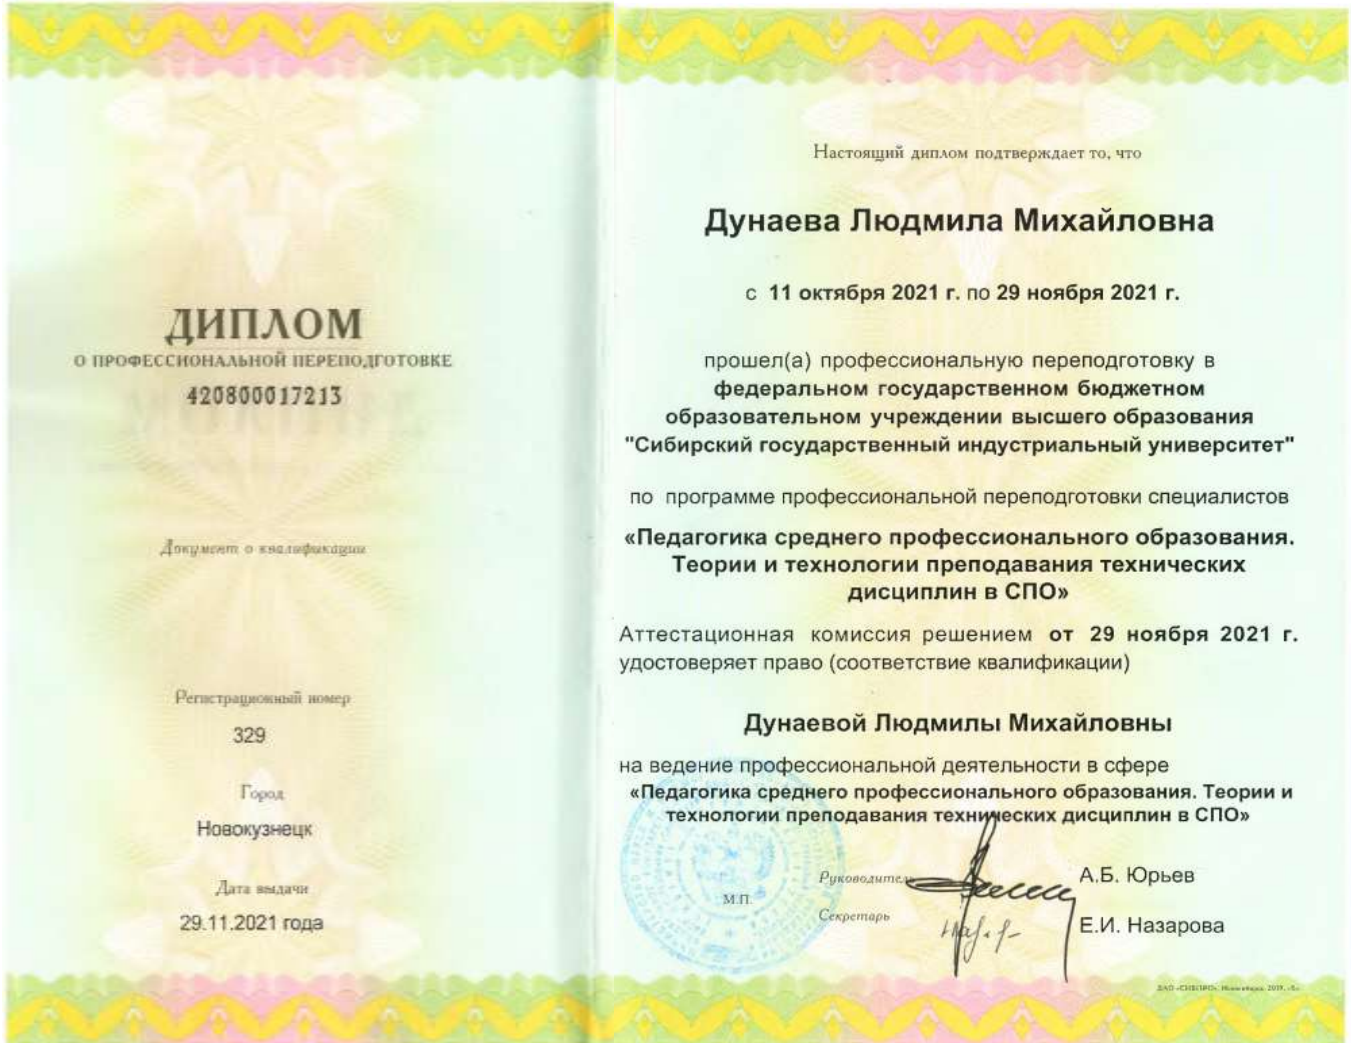 ДИПЛОМ
О ПРОФЕССИОНАЛЬНОЙ ПЕРЕПОДГОТОВКЕ
420800017213
Документ о квалификации
Регистрационный номер
329
Город
Новокузнецк
Дата выдачи
29.11.2021 года
Настоящий диплом подтверждает то, что
Дунаева Людмила Михайловна
с 11 октября 2021 г. по 29 ноября 2021 г.
прошел(а) профессиональную переподготовку в
федеральном государственном бюджетном
образовательном учреждении высшего образования
"Сибирский государственный индустриальный университет"
по программе профессиональной переподготовки специалистов
«Педагогика среднего профессионального образования.
Теории и технологии преподавания технических
дисциплин в СПО»
Аттестационная комиссия решением от 29 ноября 2021 г.
удостоверяет право (соответствие квалификации)
Дунаевой Людмилы Михайловны
на ведение профессиональной деятельности в сфере
«Педагогика среднего профессионального образования. Теории и
технологии преподавания технических дисциплин в СПО»
Руководитель А.Б. Юрьев
М.П.
Секретарь Е.И. Назарова